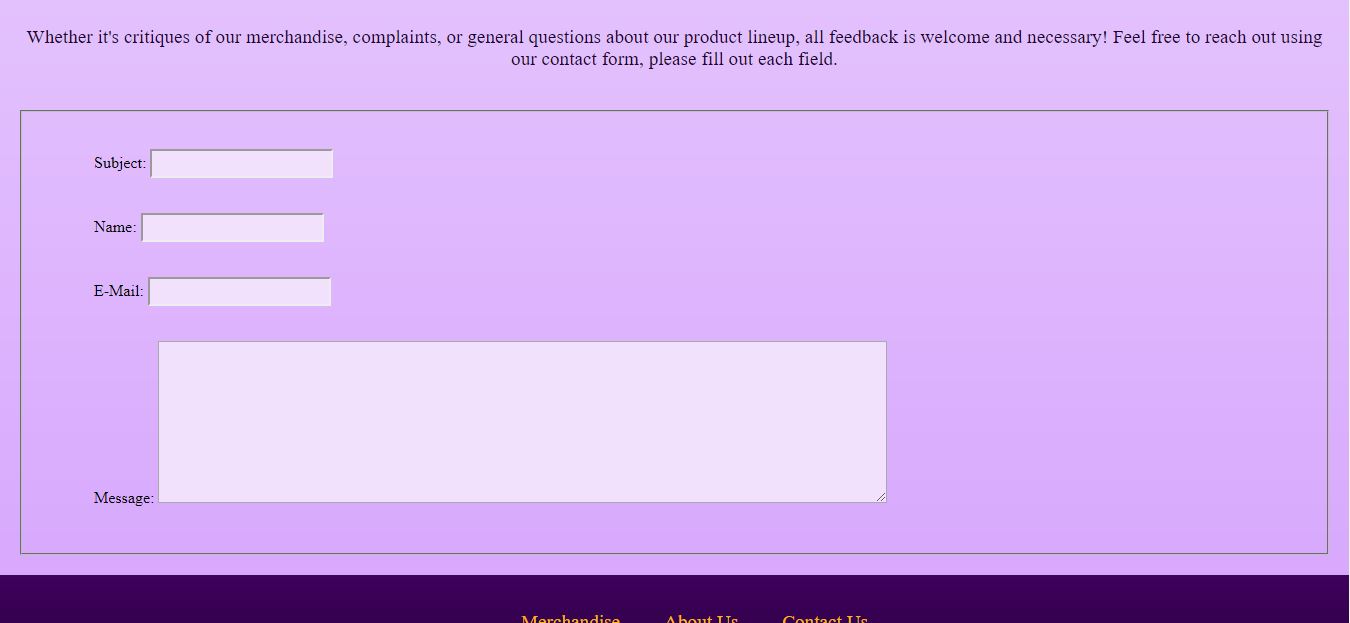 Whether it's critiques of our merchandise, complaints, or general questions about our product lineup, all feedback is welcome and necessary! Feel free to reach out using
our contact form, please fill out each field.
Subject:
Name:
E-Mail:
Message:
Merchandise About Us Contact Us